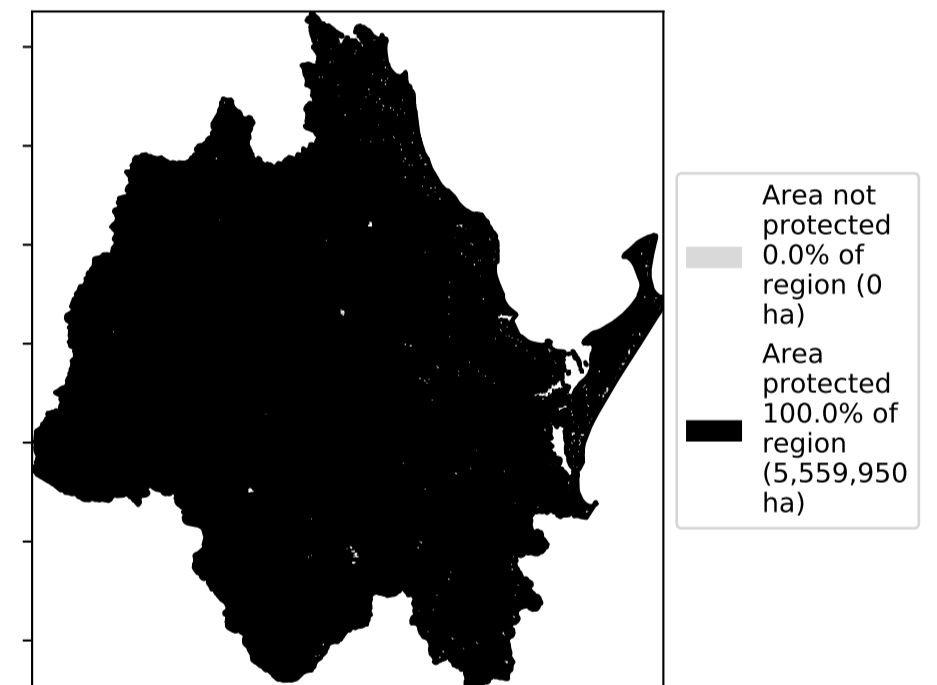 Area not
protected
0.0% of
region (0
ha)
Area
protected
100.0% of
region
(5,559,950
ha)